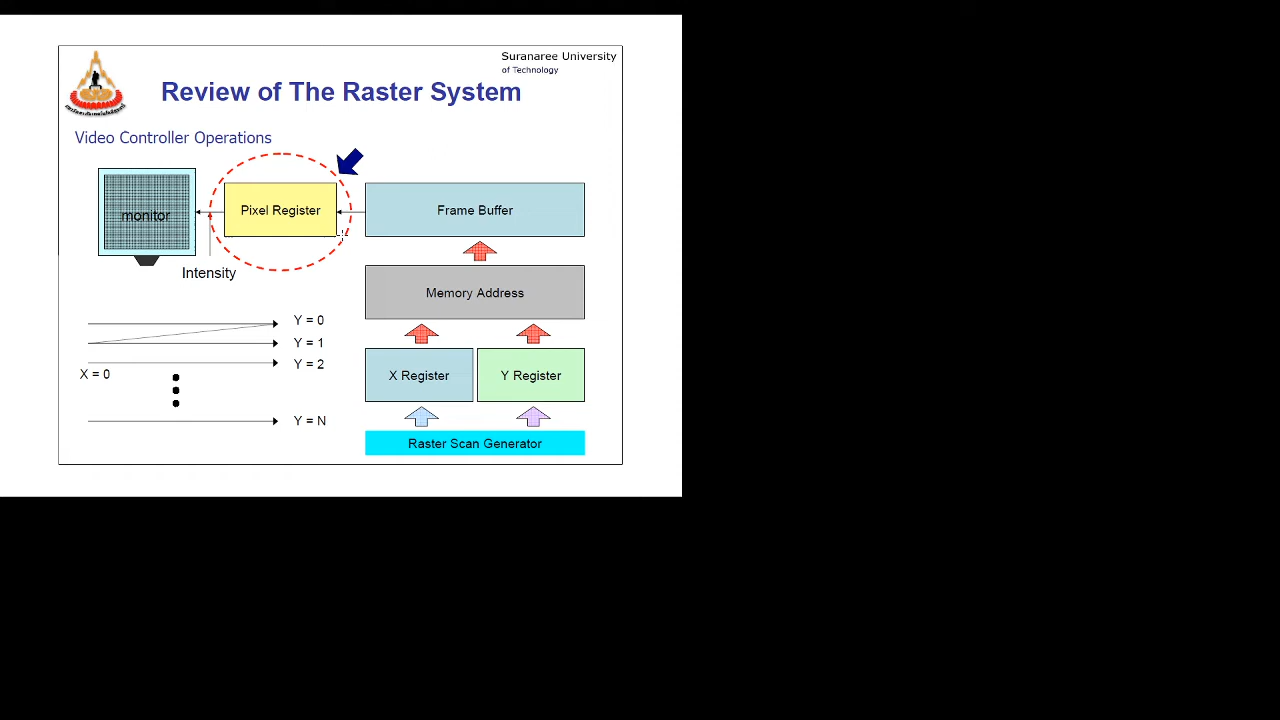 Suranaree University
of Technology
Review of The Raster System
Video Controller Operations
monitor
Pixel Register
Frame Buffer
Intensity
Memory Address
Y = 0
Y = 1
Y = 2
X = 0
X Register
Y Register
Y = N
Raster Scan Generator